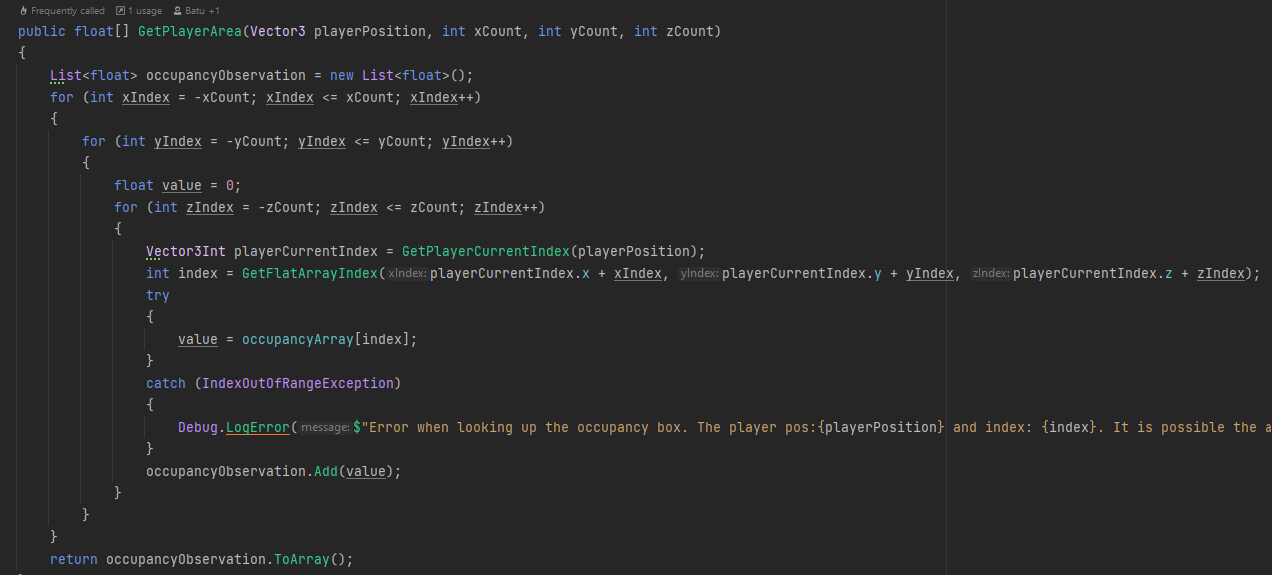 Frequently called 1 usage Batu +1
public float[] GetPlayerArea(Vector3 playerPosition, int xCount, int yCount, int zCount)
{
List<float> occupancyObservation = new List<float>();
for (int xIndex = -xCount; xIndex <= xCount; xIndex++)
{
for (int yIndex = -yCount; yIndex <= yCount; yIndex++)
{
float value = 0;
for (int zIndex = -zCount; zIndex <= zCount; zIndex++)
{
Vector3Int playerCurrentIndex = GetPlayerCurrentIndex(playerPosition);
int index = GetFlatArrayIndex(xIndex: playerCurrentIndex.x + xIndex, yIndex: playerCurrentIndex.y + yIndex, zIndex: playerCurrentIndex.z + zIndex);
try
{
value = occupancyArray[index];
}
catch (IndexOutOfRangeException)
{
Debug.LogError(message: $"Error when looking up the occupancy box. The player pos:{playerPosition} and index: {index}. It is possible the a
}
occupancyObservation.Add(value);
}
}
}
return occupancyObservation.ToArray();